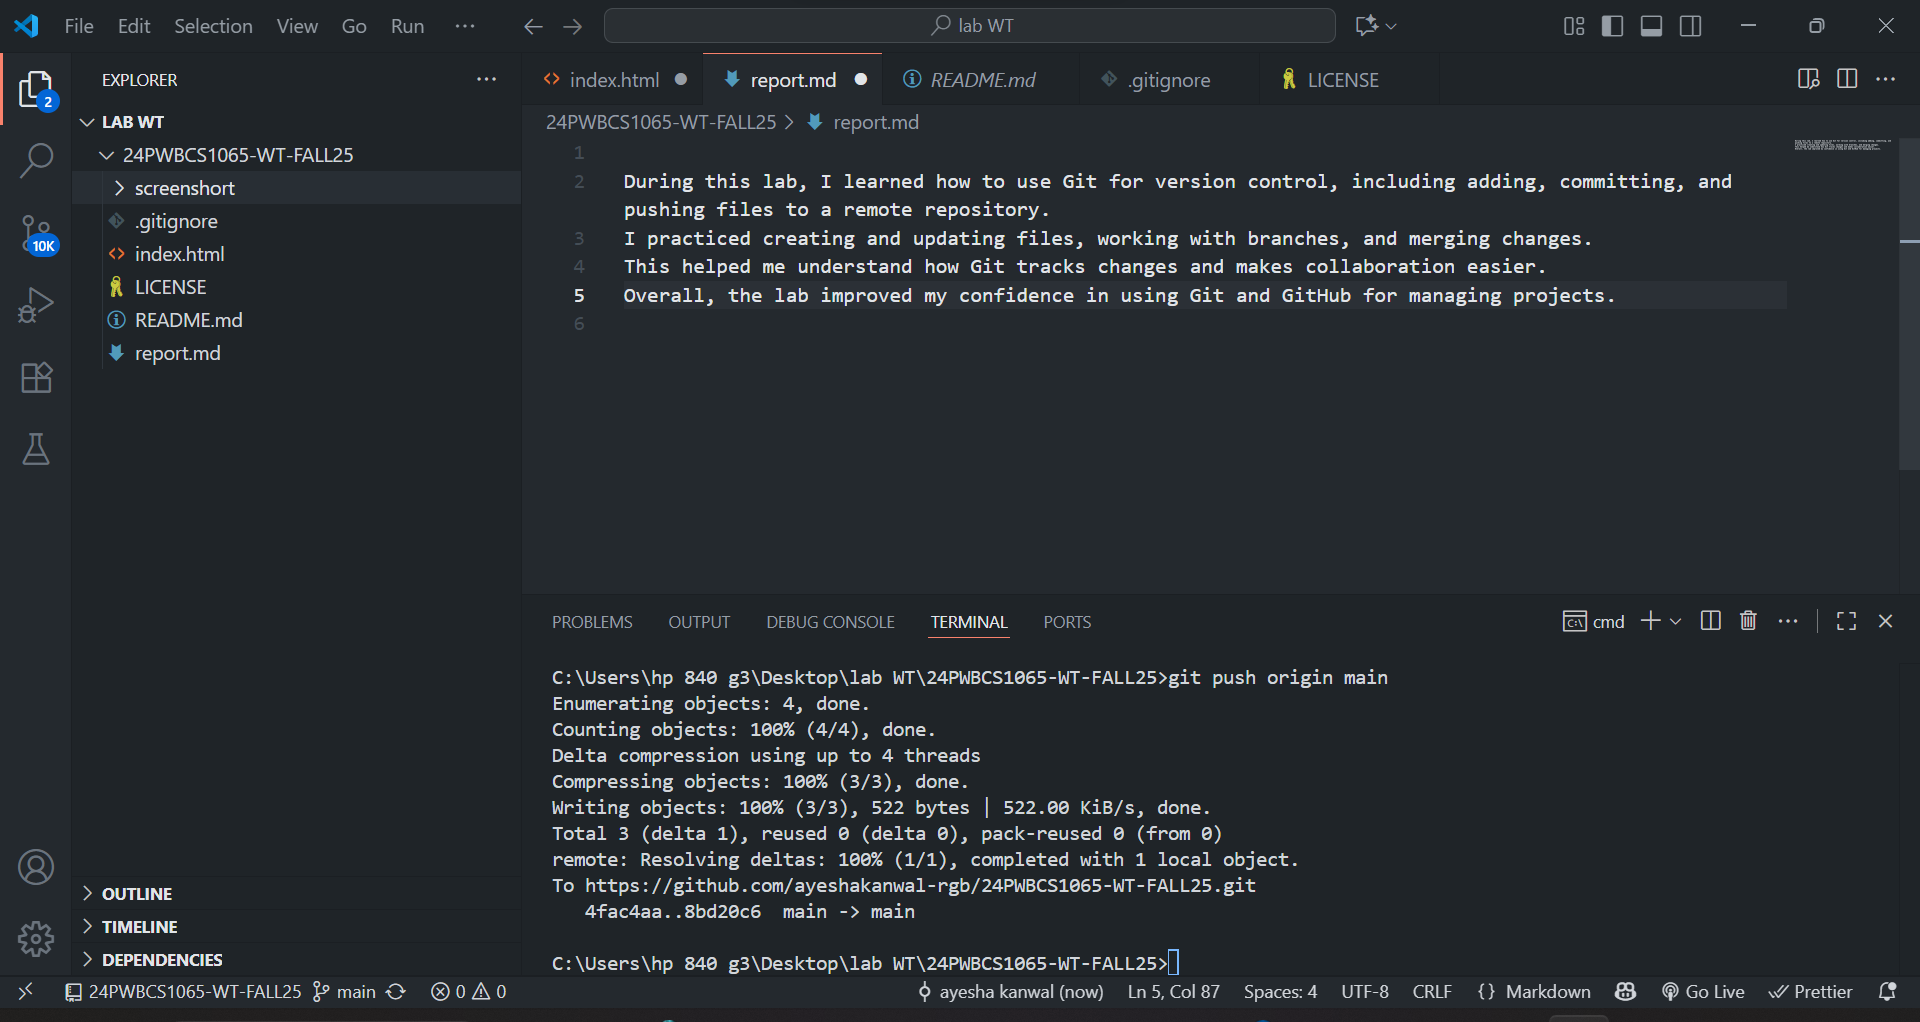 File Edit Selection View Go Run ···
lab WT
EXPLORER
2
LAB WT
24PWBCS1065-WT-FALL25
screenshort
.gitignore
index.html
LICENSE
README.md
report.md
10K
OUTLINE
TIMELINE
DEPENDENCIES
index.html report.md README.md .gitignore LICENSE
24PWBCS1065-WT-FALL25 > report.md
1
2 During this lab, I learned how to use Git for version control, including adding, committing, and
pushing files to a remote repository.
3 I practiced creating and updating files, working with branches, and merging changes.
4 This helped me understand how Git tracks changes and makes collaboration easier.
5 Overall, the lab improved my confidence in using Git and GitHub for managing projects.
6
PROBLEMS OUTPUT DEBUG CONSOLE TERMINAL PORTS
cmd
C:\Users\hp 840 g3\Desktop\lab WT\24PWBCS1065-WT-FALL25>git push origin main
Enumerating objects: 4, done.
Counting objects: 100% (4/4), done.
Delta compression using up to 4 threads
Compressing objects: 100% (3/3), done.
Writing objects: 100% (3/3), 522 bytes | 522.00 KiB/s, done.
Total 3 (delta 1), reused 0 (delta 0), pack-reused 0 (from 0)
remote: Resolving deltas: 100% (1/1), completed with 1 local object.
To https://github.com/ayeshakanwal-rgb/24PWBCS1065-WT-FALL25.git
4fac4aa..8bd20c6 main -> main
C:\Users\hp 840 g3\Desktop\lab WT\24PWBCS1065-WT-FALL25>
24PWBCS1065-WT-FALL25 main 0 0 ayesha kanwal (now) Ln 5, Col 87 Spaces: 4 UTF-8 CRLF {} Markdown Go Live Prettier